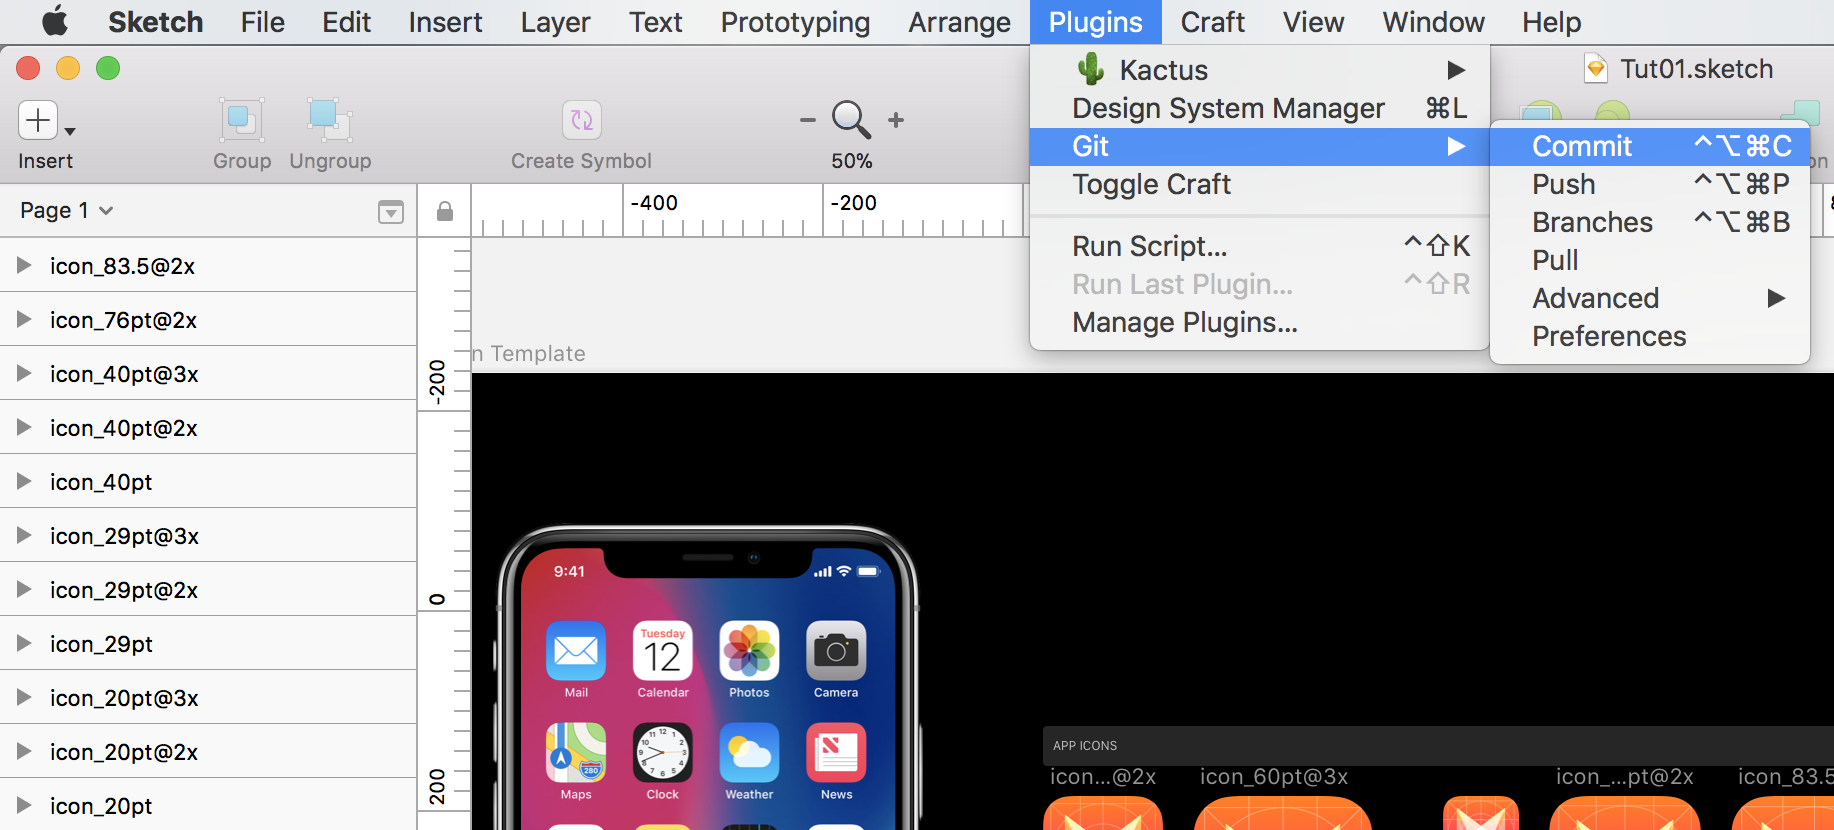 Sketch File Edit Insert Layer Text Prototyping Arrange Plugins Craft View Window Help
Tut01.sketch
Insert
Group
Ungroup
Create Symbol
50%
Kactus
Design System Manager ⌘L
Git
Toggle Craft
Run Script... ⌃⇧K
Run Last Plugin... ⌃⇧R
Manage Plugins...
Commit ⌃⌥⌘C
Push ⌃⌥⌘P
Branches ⌃⌥⌘B
Pull
Advanced
Preferences
Page 1
-400
-200
icon_83.5@2x
icon_76pt@2x
icon_40pt@3x
icon_40pt@2x
icon_40pt
icon_29pt@3x
icon_29pt@2x
icon_29pt
icon_20pt@3x
icon_20pt@2x
icon_20pt
-200
0
200
n Template
9:41
Tuesday
12
Mail
Calendar
Photos
Camera
280
Maps
Clock
Weather
News
APP ICONS
icon...@2x
icon_60pt@3x
icon_...pt@2x
icon_83.5